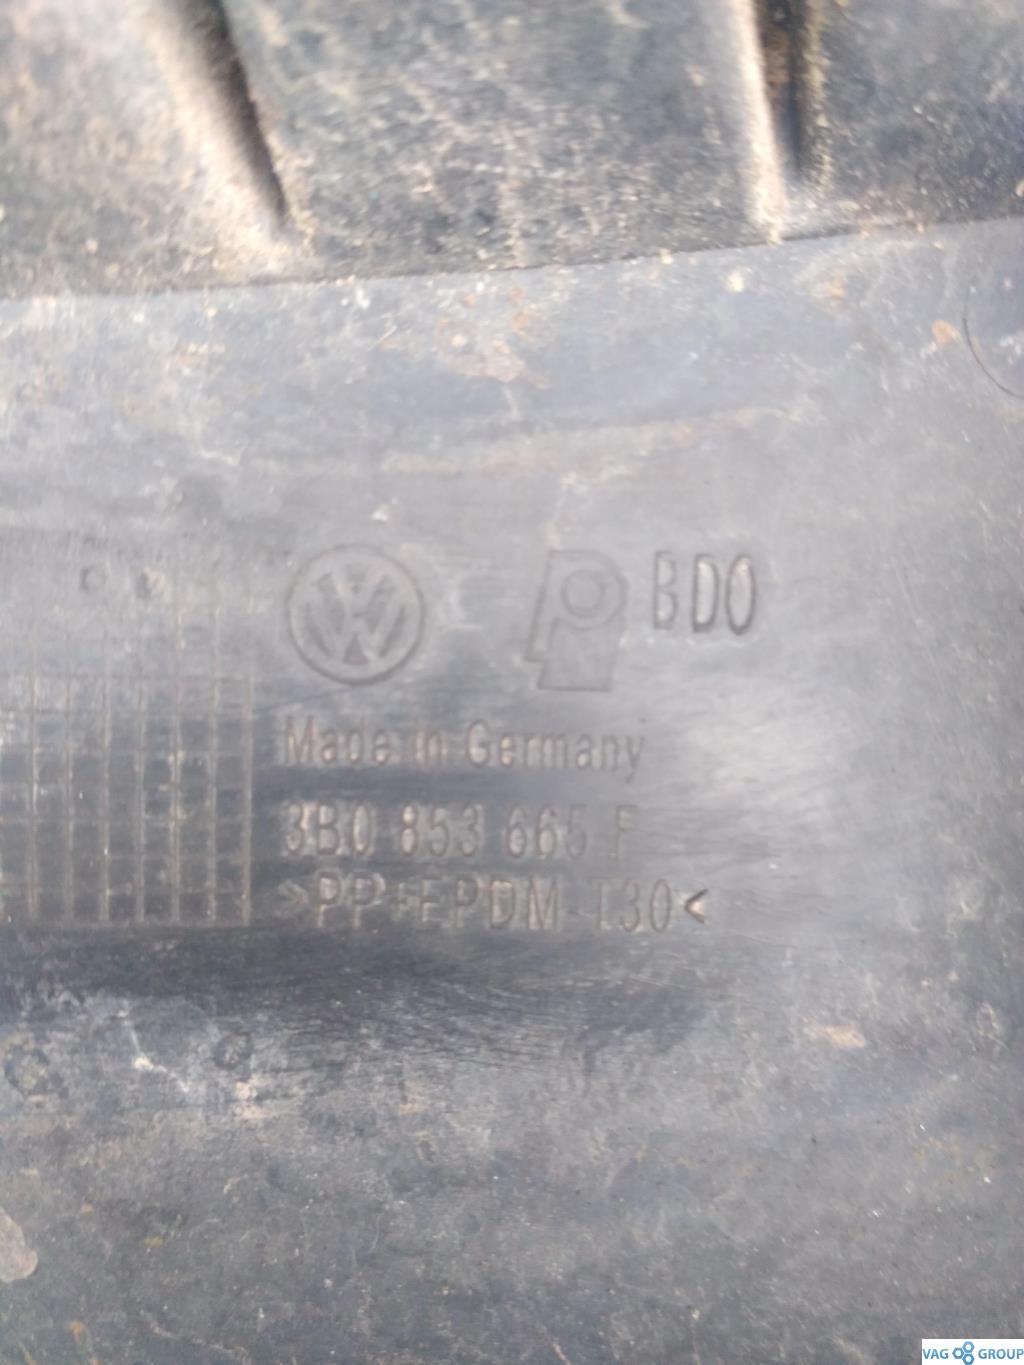 BDO
Made in Germany
3B0 853 665 F
>PP+EPDM T30<
VAG GROUP